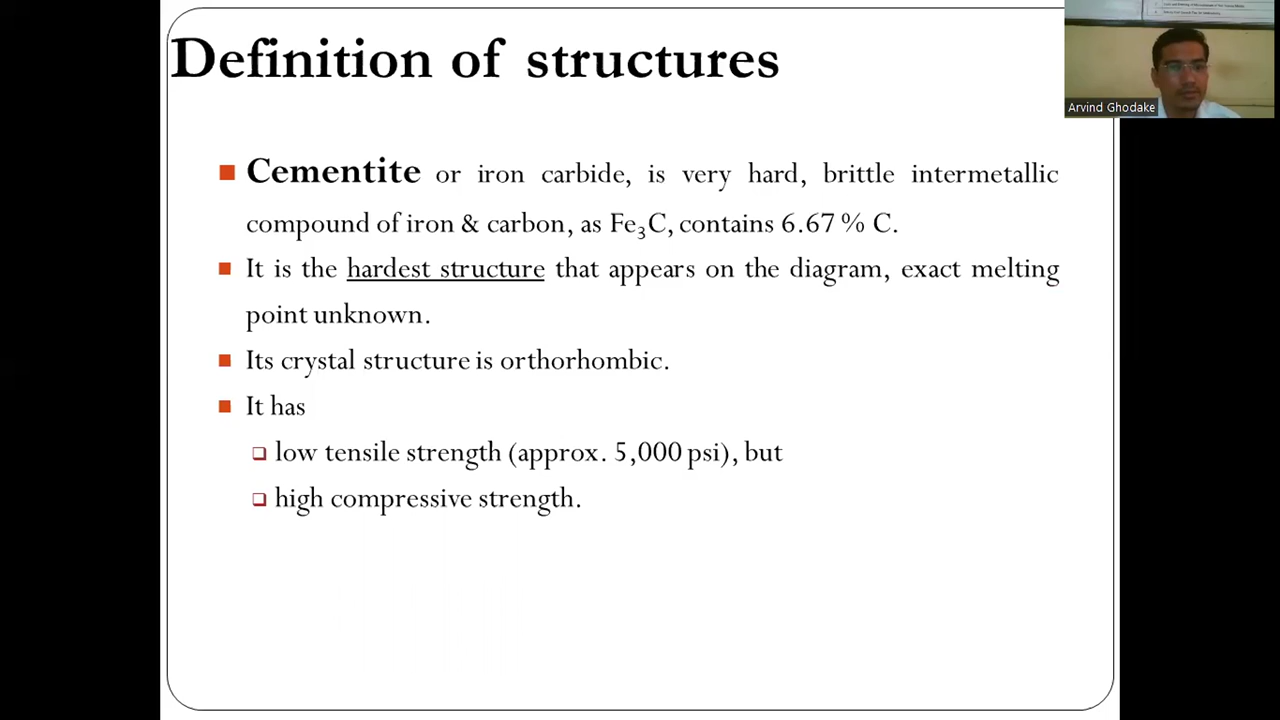 Definition of structures
Arvind Ghodake
Cementite or iron carbide, is very hard, brittle intermetallic
compound of iron & carbon, as Fe₃C, contains 6.67 % C.
It is the hardest structure that appears on the diagram, exact melting
point unknown.
Its crystal structure is orthorhombic.
It has
low tensile strength (approx. 5,000 psi), but
high compressive strength.